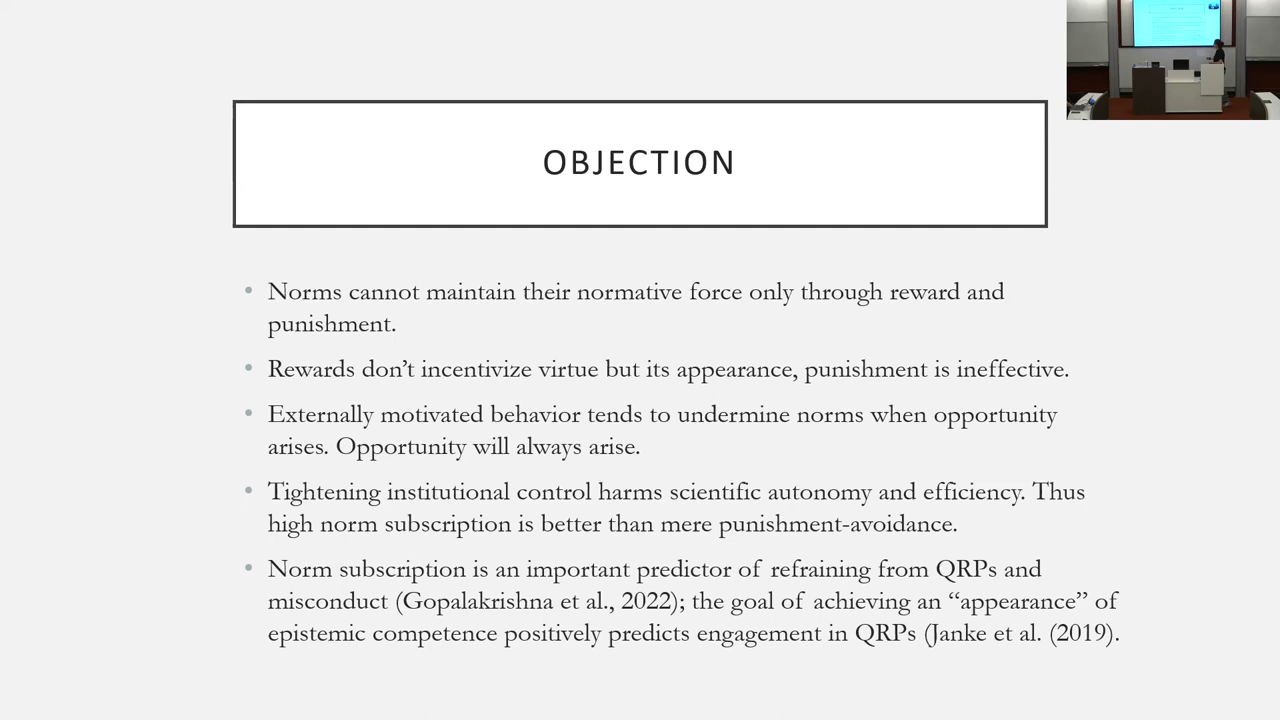 OBJECTION
• Norms cannot maintain their normative force only through reward and
punishment.
• Rewards don’t incentivize virtue but its appearance, punishment is ineffective.
• Externally motivated behavior tends to undermine norms when opportunity
arises. Opportunity will always arise.
• Tightening institutional control harms scientific autonomy and efficiency. Thus
high norm subscription is better than mere punishment-avoidance.
• Norm subscription is an important predictor of refraining from QRPs and
misconduct (Gopalakrishna et al., 2022); the goal of achieving an “appearance” of
epistemic competence positively predicts engagement in QRPs (Janke et al. (2019).